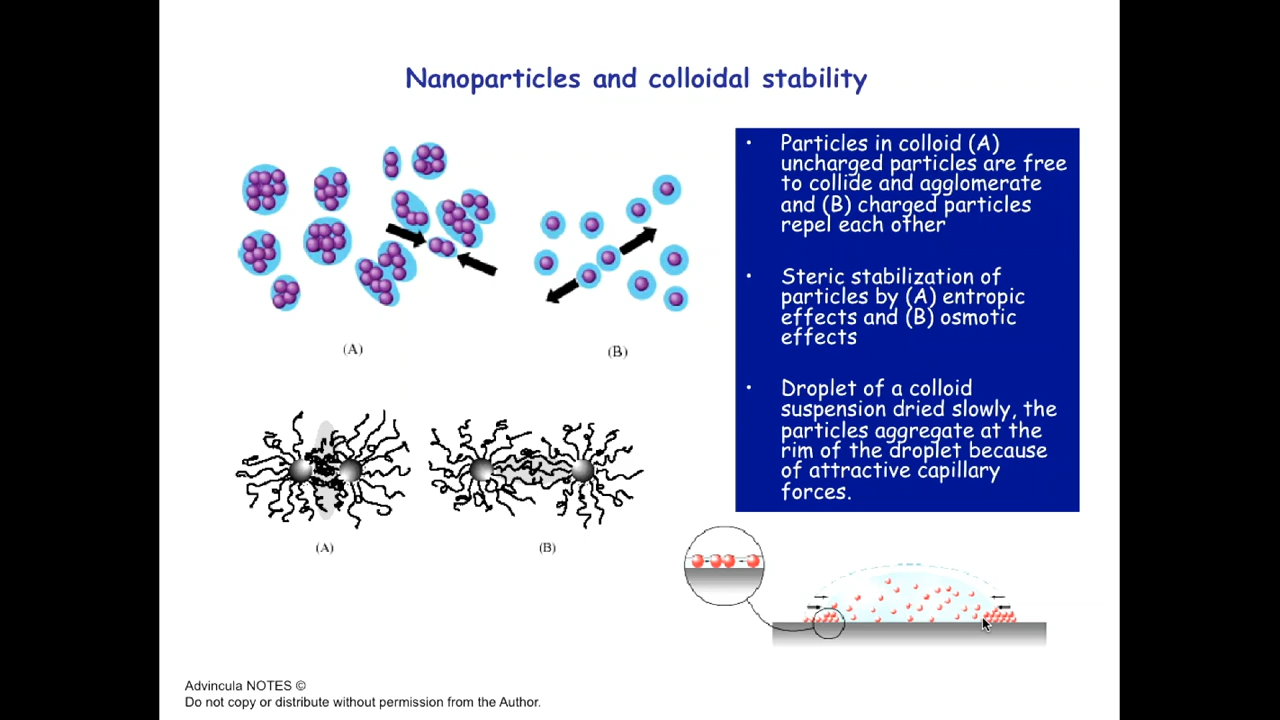 Nanoparticles and colloidal stability
(A)
(B)
(A)
(B)
• Particles in colloid (A)
uncharged particles are free
to collide and agglomerate
and (B) charged particles
repel each other
• Steric stabilization of
particles by (A) entropic
effects and (B) osmotic
effects
• Droplet of a colloid
suspension dried slowly, the
particles aggregate at the
rim of the droplet because
of attractive capillary
forces.
Advincula NOTES ©
Do not copy or distribute without permission from the Author.